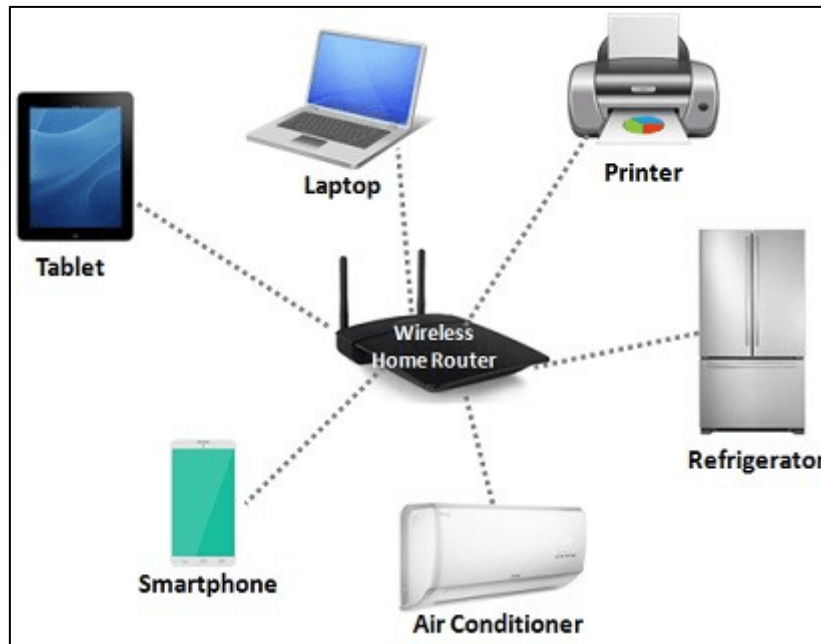 Laptop
Printer
Tablet
Wireless
Home Router
Refrigerator
Smartphone
Air Conditioner